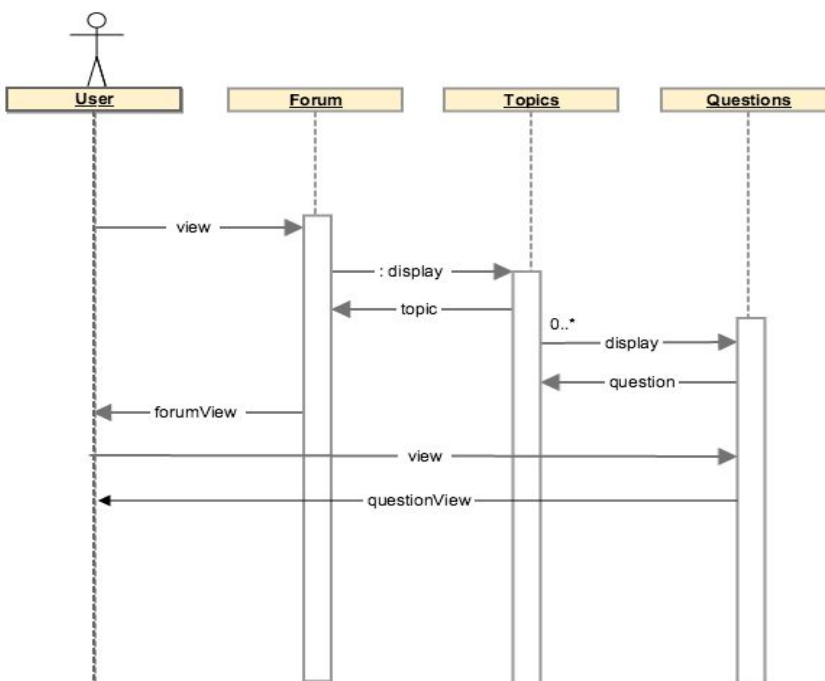 User
Forum
Topics
Questions
view
: display
topic
0..*
display
question
forumView
view
questionView